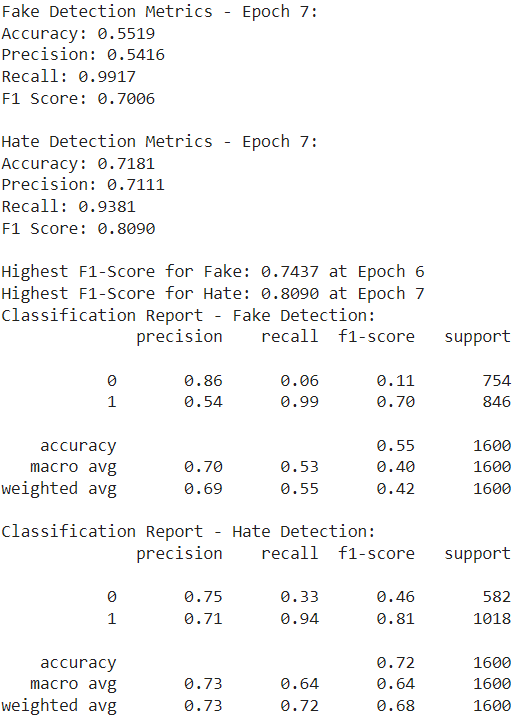 Fake Detection Metrics - Epoch 7:
Accuracy: 0.5519
Precision: 0.5416
Recall: 0.9917
F1 Score: 0.7006
Hate Detection Metrics - Epoch 7:
Accuracy: 0.7181
Precision: 0.7111
Recall: 0.9381
F1 Score: 0.8090
Highest F1-Score for Fake: 0.7437 at Epoch 6
Highest F1-Score for Hate: 0.8090 at Epoch 7
Classification Report - Fake Detection:
precision recall f1-score support
0 0.86 0.06 0.11 754
1 0.54 0.99 0.70 846
accuracy 0.55 1600
macro avg 0.70 0.53 0.40 1600
weighted avg 0.69 0.55 0.42 1600
Classification Report - Hate Detection:
precision recall f1-score support
0 0.75 0.33 0.46 582
1 0.71 0.94 0.81 1018
accuracy 0.72 1600
macro avg 0.73 0.64 0.64 1600
weighted avg 0.73 0.72 0.68 1600